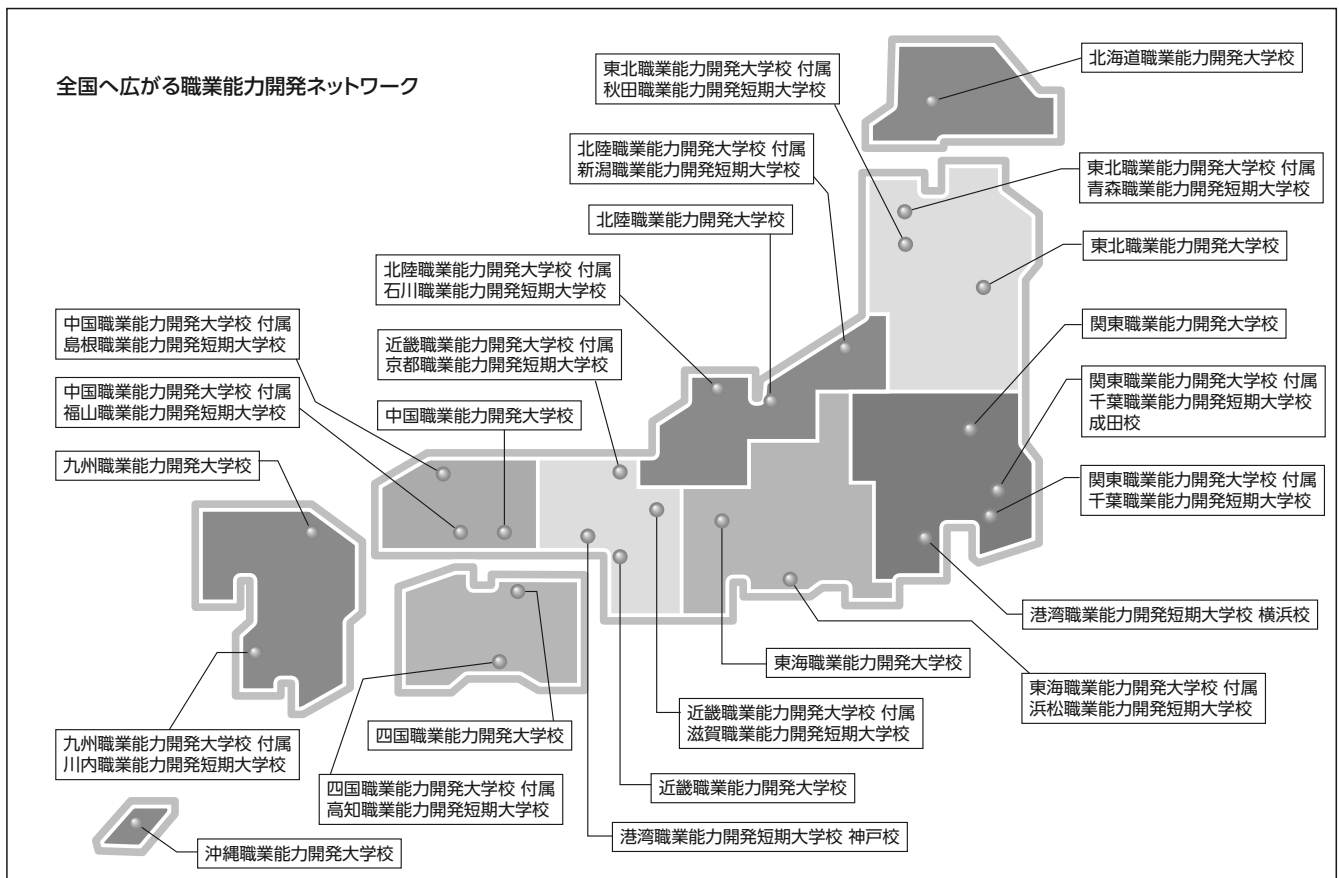 全国へ広がる職業能力開発ネットワーク
北海道職業能力開発大学校
東北職業能力開発大学校 付属
秋田職業能力開発短期大学校
北陸職業能力開発大学校 付属
新潟職業能力開発短期大学校
東北職業能力開発大学校 付属
青森職業能力開発短期大学校
北陸職業能力開発大学校
東北職業能力開発大学校
北陸職業能力開発大学校 付属
石川職業能力開発短期大学校
中国職業能力開発大学校 付属
島根職業能力開発短期大学校
近畿職業能力開発大学校 付属
京都職業能力開発短期大学校
関東職業能力開発大学校
中国職業能力開発大学校 付属
福山職業能力開発短期大学校
中国職業能力開発大学校
関東職業能力開発大学校 付属
千葉職業能力開発短期大学校
成田校
九州職業能力開発大学校
関東職業能力開発大学校 付属
千葉職業能力開発短期大学校
港湾職業能力開発短期大学校 横浜校
東海職業能力開発大学校
東海職業能力開発大学校 付属
浜松職業能力開発短期大学校
近畿職業能力開発大学校 付属
滋賀職業能力開発短期大学校
四国職業能力開発大学校
九州職業能力開発大学校 付属
川内職業能力開発短期大学校
四国職業能力開発大学校 付属
高知職業能力開発短期大学校
近畿職業能力開発大学校
港湾職業能力開発短期大学校 神戸校
沖縄職業能力開発大学校